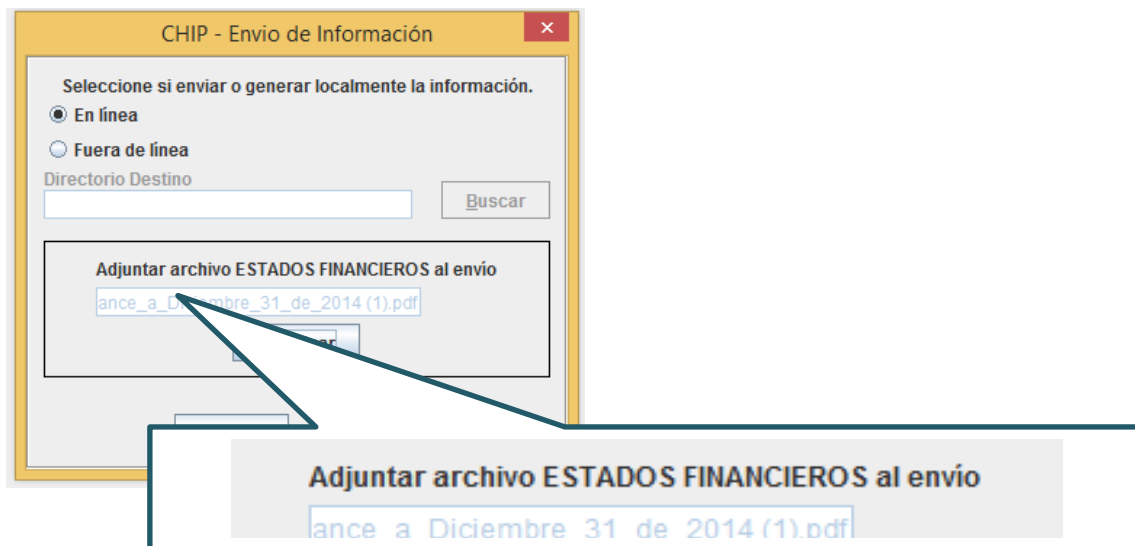 CHIP - Envio de Información
Seleccione si enviar o generar localmente la información.
En línea
Fuera de línea
Directorio Destino
Buscar
Adjuntar archivo ESTADOS FINANCIEROS al envío
ance_a_Diciembre_31_de_2014 (1).pdf
Adjuntar archivo ESTADOS FINANCIEROS al envío
ance_a_Diciembre_31_de_2014 (1).pdf